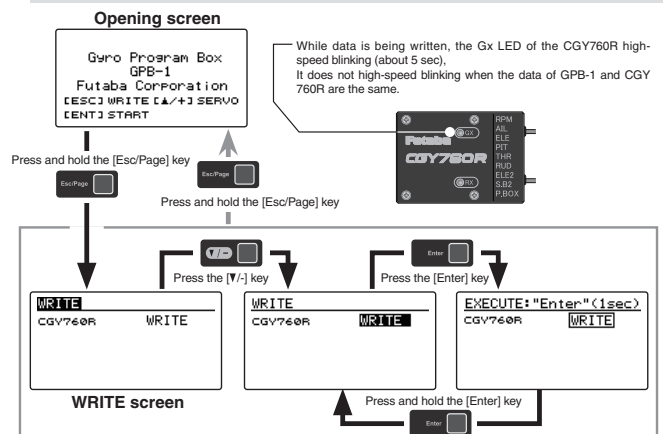 Opening screen
Gyro Program Box
GPB-1
Futaba Corporation
[ESC] WRITE [▲/+] SERVO
[ENT] START
While data is being written, the Gx LED of the CGY760R high-
speed blinking (about 5 sec),
It does not high-speed blinking when the data of GPB-1 and CGY
760R are the same.
Futaba
CGY760R
GX
RX
RPM
AIL
ELE
PIT
THR
RUD
ELE2
S.B2
P.BOX
Press and hold the [Esc/Page] key
Esc/Page
Esc/Page
Press and hold the [Esc/Page] key
▼/-
Press the [▼/-] key
Enter
Press the [Enter] key
WRITE
CGY760R WRITE
WRITE
CGY760R WRITE
EXECUTE:"Enter"(1sec)
CGY760R WRITE
WRITE screen
Press and hold the [Enter] key
Enter